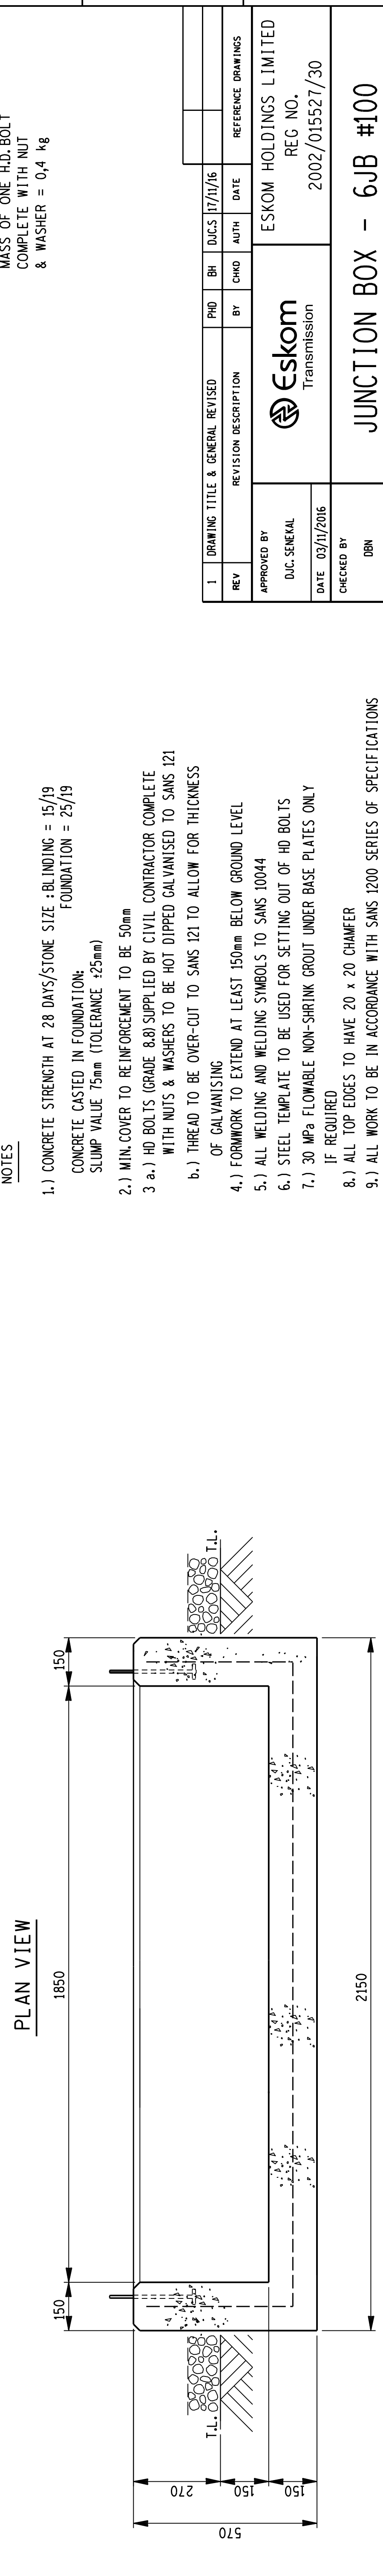 MASS OF ONE H.D.BOLT
COMPLETE WITH NUT
& WASHER = 0,4 kg
NOTES
1.) CONCRETE STRENGTH AT 28 DAYS/STONE SIZE :BLINDING = 15/19
FOUNDATION = 25/19
CONCRETE CASTED IN FOUNDATION:
SLUMP VALUE 75mm (TOLERANCE ±25mm)
2.) MIN.COVER TO REINFORCEMENT TO BE 50mm
3 a.) HD BOLTS (GRADE 8.8) SUPPLIED BY CIVIL CONTRACTOR COMPLETE
WITH NUTS & WASHERS TO BE HOT DIPPED GALVANISED TO SANS 121
b.) THREAD TO BE OVER-CUT TO SANS 121 TO ALLOW FOR THICKNESS
OF GALVANISING
4.) FORMWORK TO EXTEND AT LEAST 150mm BELOW GROUND LEVEL
5.) ALL WELDING AND WELDING SYMBOLS TO SANS 10044
6.) STEEL TEMPLATE TO BE USED FOR SETTING OUT OF HD BOLTS
7.) 30 MPa FLOWABLE NON-SHRINK GROUT UNDER BASE PLATES ONLY
IF REQUIRED
8.) ALL TOP EDGES TO HAVE 20 x 20 CHAMFER
9.) ALL WORK TO BE IN ACCORDANCE WITH SANS 1200 SERIES OF SPECIFICATIONS
1 DRAWING TITLE & GENERAL REVISED PHD BH DJC.S 17/11/16
REV REVISION DESCRIPTION BY CHKD AUTH DATE REFERENCE DRAWINGS
APPROVED BY
DJC.SENEKAL
DATE 03/11/2016
CHECKED BY
DBN
Eskom
Transmission
ESKOM HOLDINGS LIMITED
REG NO.
2002/015527/30
JUNCTION BOX - 6JB #100
PLAN VIEW
150 1850 150
T.L.
T.L.
270
150
150
570
2150